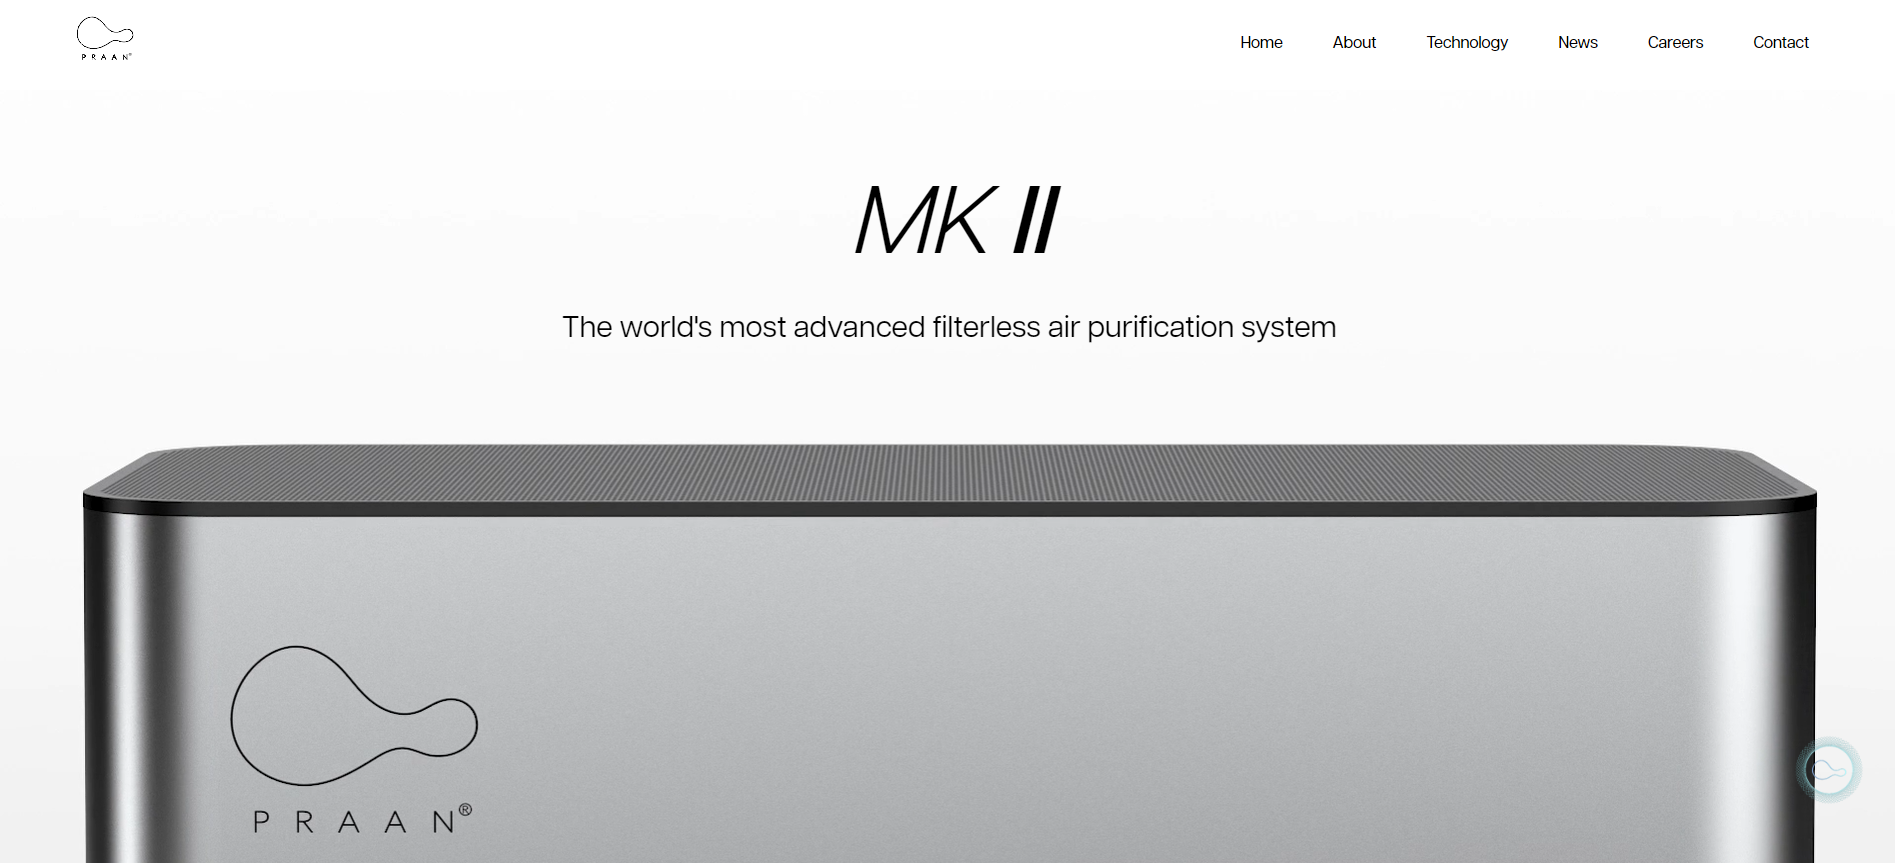 PRAAN®
Home About Technology News Careers Contact
MK II
The world's most advanced filterless air purification system
PRAAN®